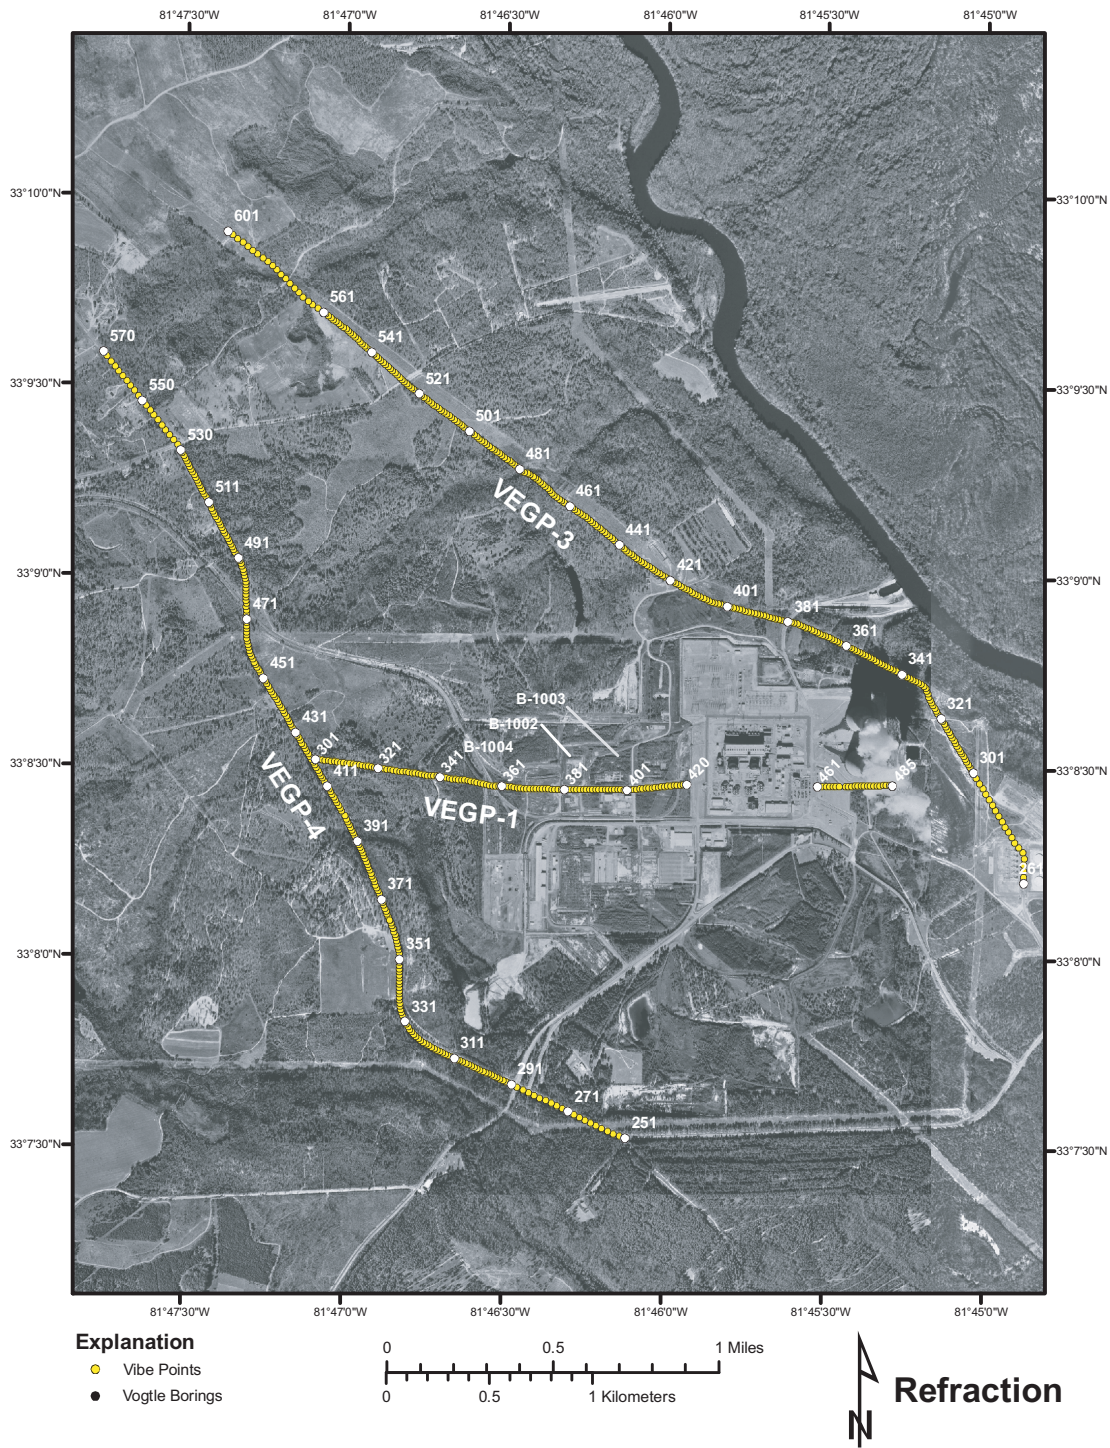 81°47'30"W 81°47'0"W 81°46'30"W 81°46'0"W 81°45'30"W 81°45'0"W
33°10'0"N 33°10'0"N
601
561
570
541
33°9'30"N 33°9'30"N
521
550
501
530
481
461
511
VEGP-3
441
491
421
33°9'0"N 33°9'0"N
401
471
381
361
341
451
B-1003
321
431
B-1002
B-1004
301
321
341
361
381
401
420
461
485
301
33°8'30"N 33°8'30"N
411
VEGP-4
VEGP-1
391
261
371
351
33°8'0"N 33°8'0"N
331
311
291
271
251
33°7'30"N 33°7'30"N
81°47'30"W 81°47'0"W 81°46'30"W 81°46'0"W 81°45'30"W 81°45'0"W
Explanation
Vibe Points
Vogtle Borings
0 0.5 1 Miles
0 0.5 1 Kilometers
N
Refraction